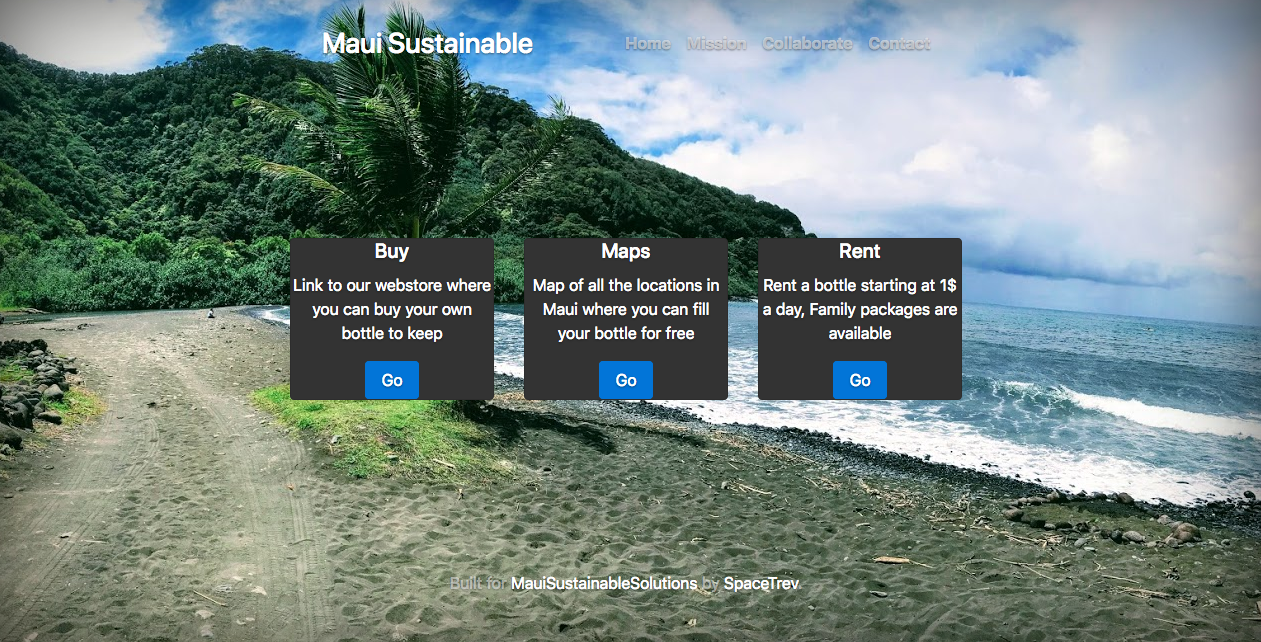 Maui Sustainable
Home Mission Collaborate Contact
Buy
Link to our webstore where
you can buy your own
bottle to keep
Go
Maps
Map of all the locations in
Maui where you can fill
your bottle for free
Go
Rent
Rent a bottle starting at 1$
a day, Family packages are
available
Go
Built for MauiSustainableSolutions by SpaceTrev.